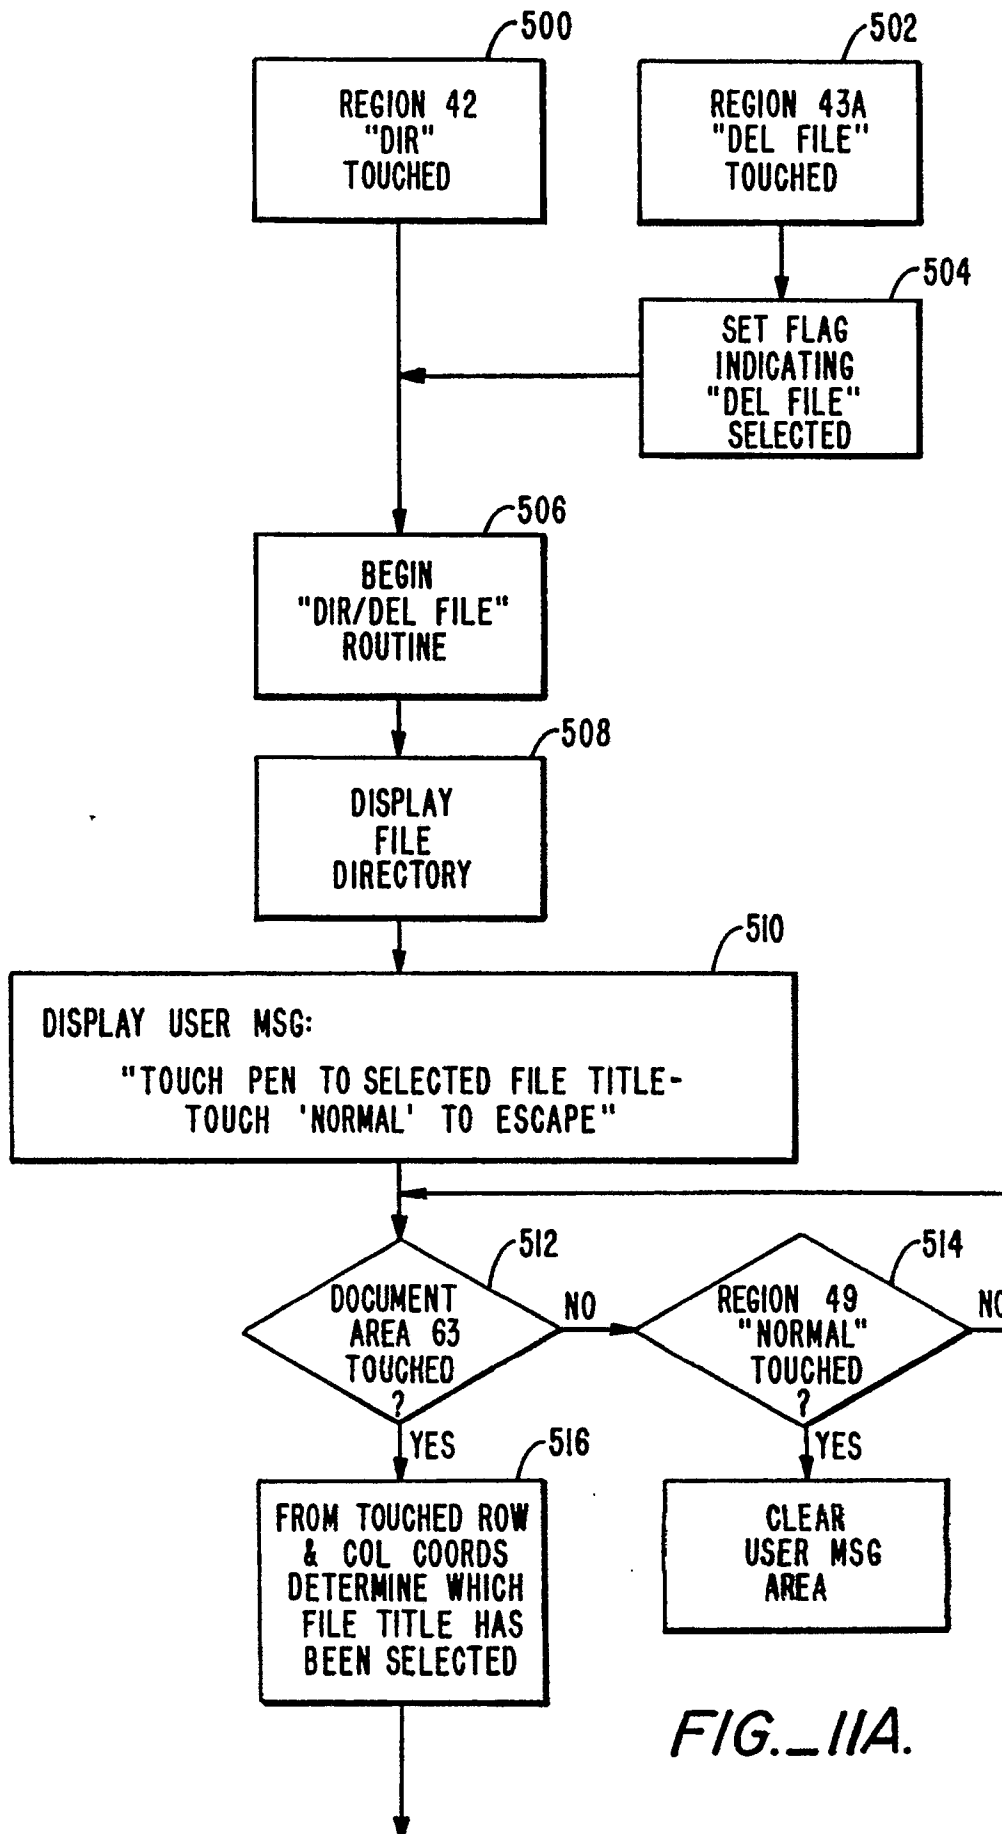 500
REGION 42
"DIR"
TOUCHED
502
REGION 43A
"DEL FILE"
TOUCHED
504
SET FLAG
INDICATING
"DEL FILE"
SELECTED
506
BEGIN
"DIR/DEL FILE"
ROUTINE
508
DISPLAY
FILE
DIRECTORY
510
DISPLAY USER MSG:
"TOUCH PEN TO SELECTED FILE TITLE-
TOUCH 'NORMAL' TO ESCAPE"
512
DOCUMENT
AREA 63
TOUCHED
?
NO
514
REGION 49
"NORMAL"
TOUCHED
?
NO
YES
516
FROM TOUCHED ROW
& COL COORDS
DETERMINE WHICH
FILE TITLE HAS
BEEN SELECTED
YES
CLEAR
USER MSG
AREA
FIG._11A.